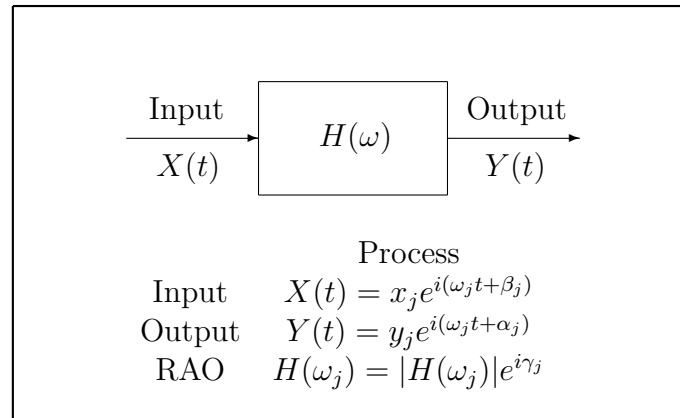 Input Output
H(ω)
X(t) Y(t)
Process
Input X(t) = x_j e^{i(ω_j t+β_j)}
Output Y(t) = y_j e^{i(ω_j t+α_j)}
RAO H(ω_j) = |H(ω_j)|e^{iγ_j}